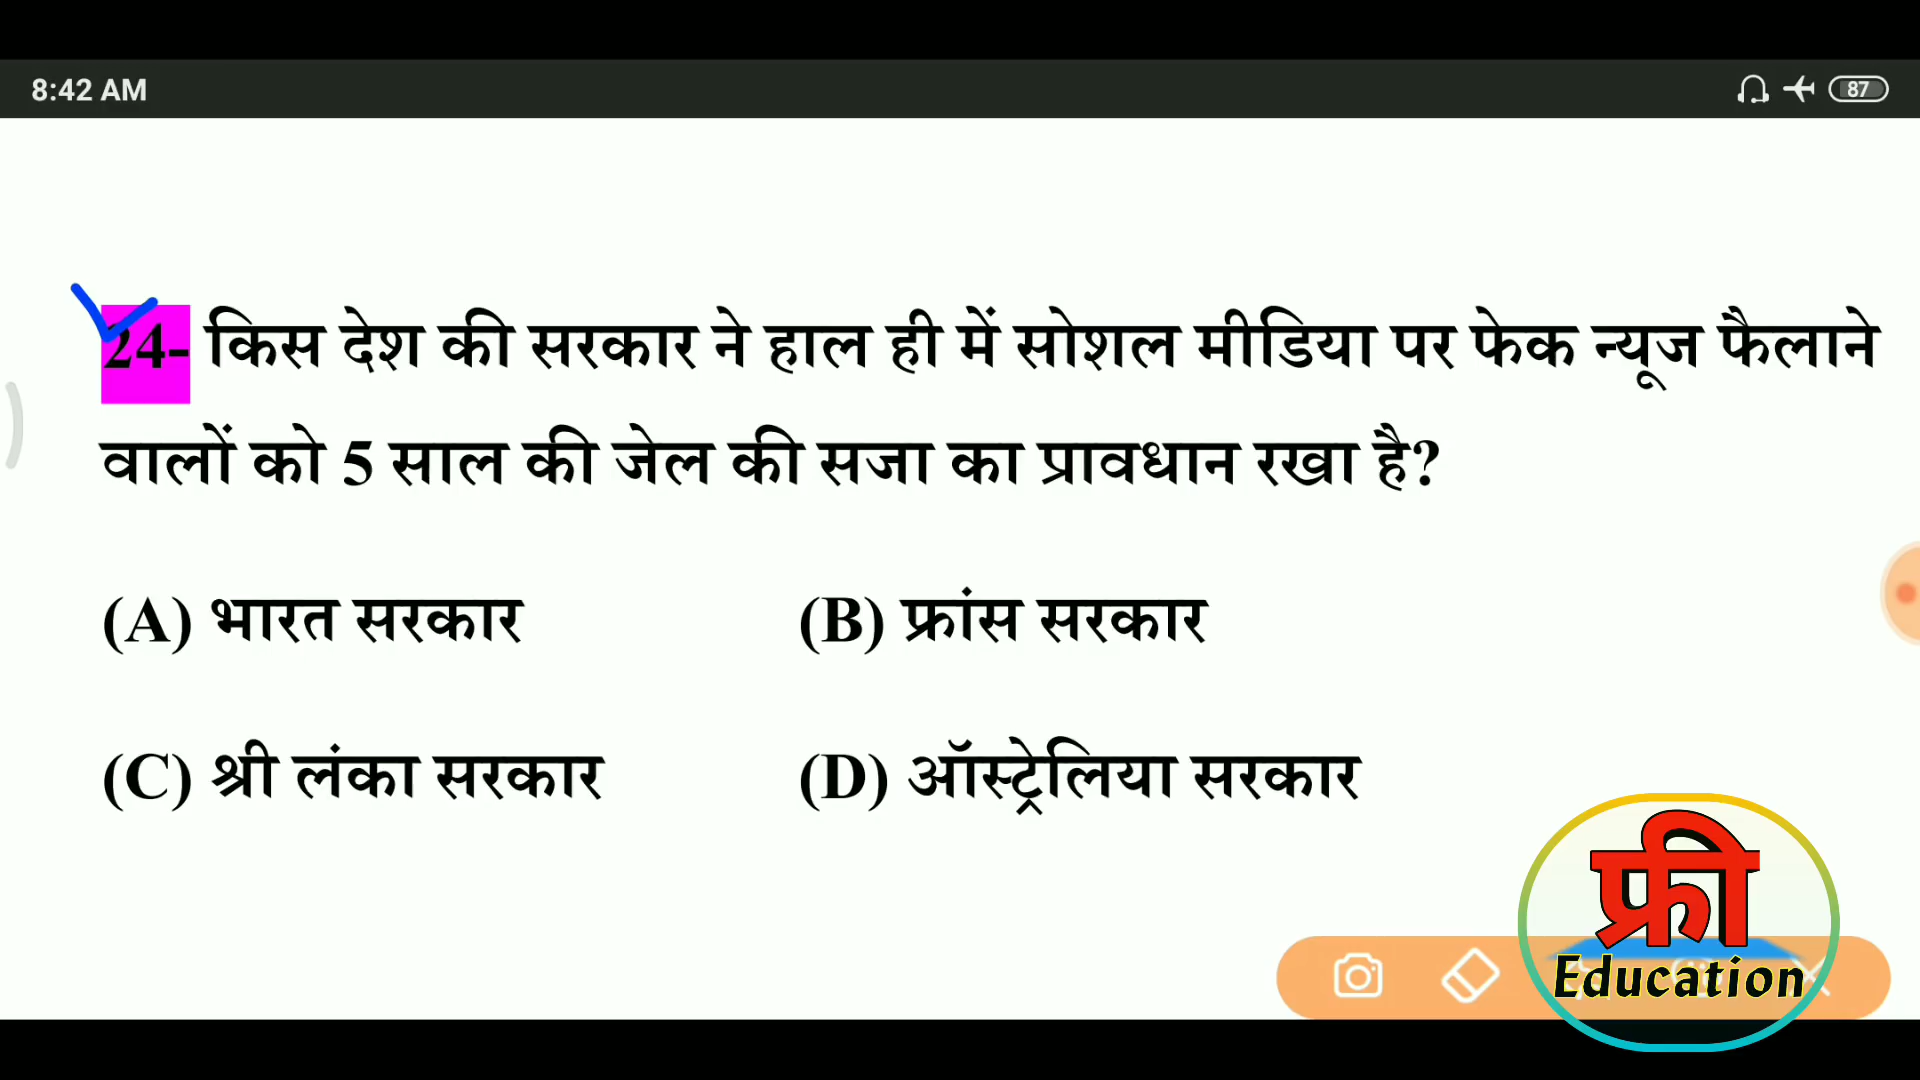 8:42 AM
87
24- किस देश की सरकार ने हाल ही में सोशल मीडिया पर फेक न्यूज फैलाने
वालों को 5 साल की जेल की सजा का प्रावधान रखा है?
(A) भारत सरकार (B) फ्रांस सरकार
(C) श्री लंका सरकार (D) ऑस्ट्रेलिया सरकार
फ्री
Education